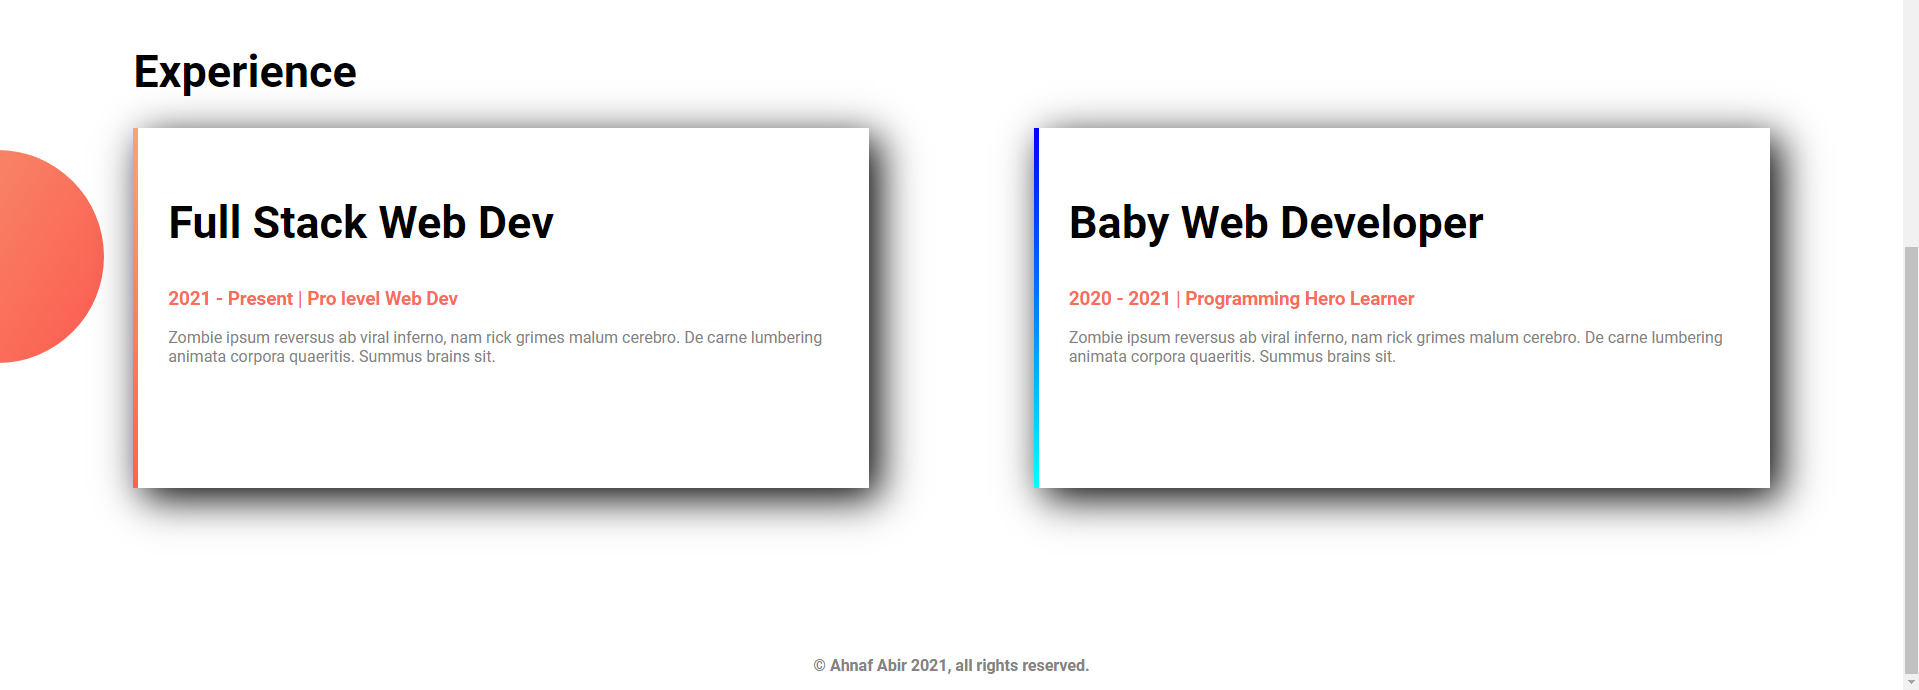 Experience
Full Stack Web Dev
2021 - Present | Pro level Web Dev
Zombie ipsum reversus ab viral inferno, nam rick grimes malum cerebro. De carne lumbering
animata corpora quaeritis. Summus brains sit.
Baby Web Developer
2020 - 2021 | Programming Hero Learner
Zombie ipsum reversus ab viral inferno, nam rick grimes malum cerebro. De carne lumbering
animata corpora quaeritis. Summus brains sit.
© Ahnaf Abir 2021, all rights reserved.